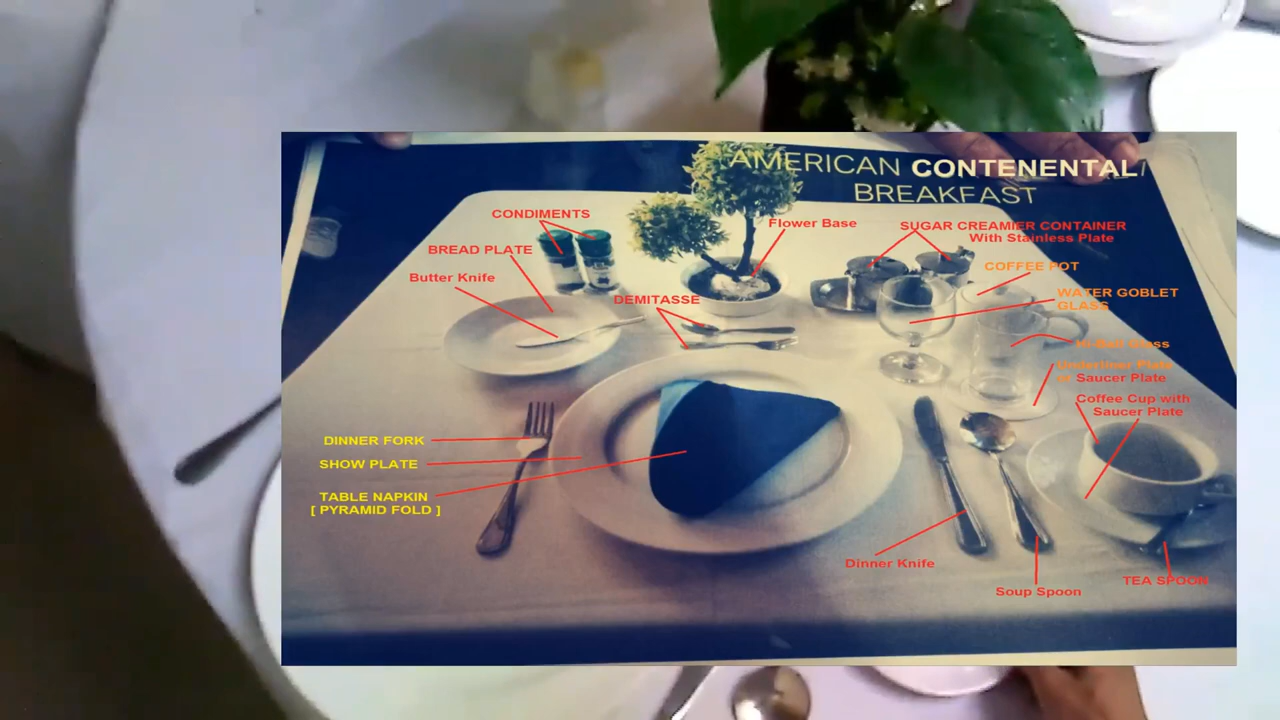 AMERICAN CONTENENTAL
BREAKFAST
CONDIMENTS
BREAD PLATE
Butter Knife
Flower Base
SUGAR CREAMIER CONTAINER
With Stainless Plate
COFFEE POT
WATER GOBLET
GLASS
DEMITASSE
Hi-Ball Glass
Underliner Plate
or Saucer Plate
Coffee Cup with
Saucer Plate
DINNER FORK
SHOW PLATE
TABLE NAPKIN
[ PYRAMID FOLD ]
Dinner Knife
Soup Spoon
TEA SPOON